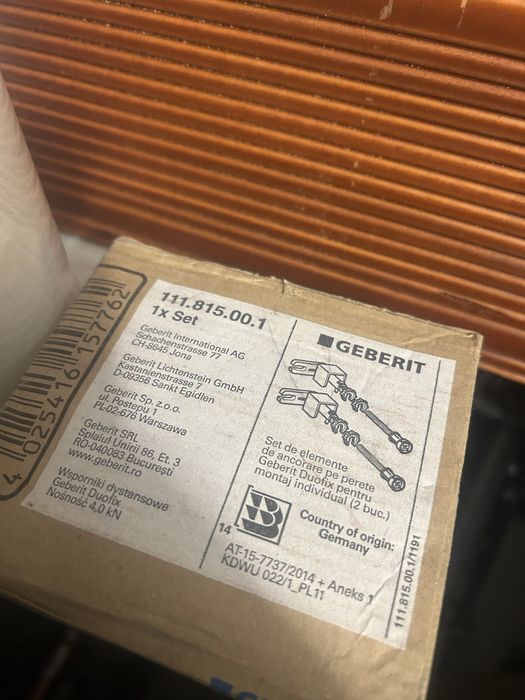 4 025416 157762
111.815.00.1
1x Set
Geberit International AG
Schachenstrasse 77
CH-8645 Jona
Geberit Lichtenstein GmbH
Kastanienstrasse 2
D-09356 Sankt Egidien
Geberit Sp. z.o.o.
ul. Postepu 1
PL-02-676 Warszawa
Geberit SRL
Splaiul Unirii 86, Et. 3
RO-040083 București
www.geberit.ro
Wsporniki dystansowe
Geberit Duofix
Nośność 4,0 kN
GEBERIT
Set de elemente
de ancorare pe perete
Geberit Duofix pentru
montaj individual (2 buc.)
14
Country of origin:
Germany
AT-15-7737/2014 + Aneks 1
KDWU 022/1_PL11
111.815.00.1/1191